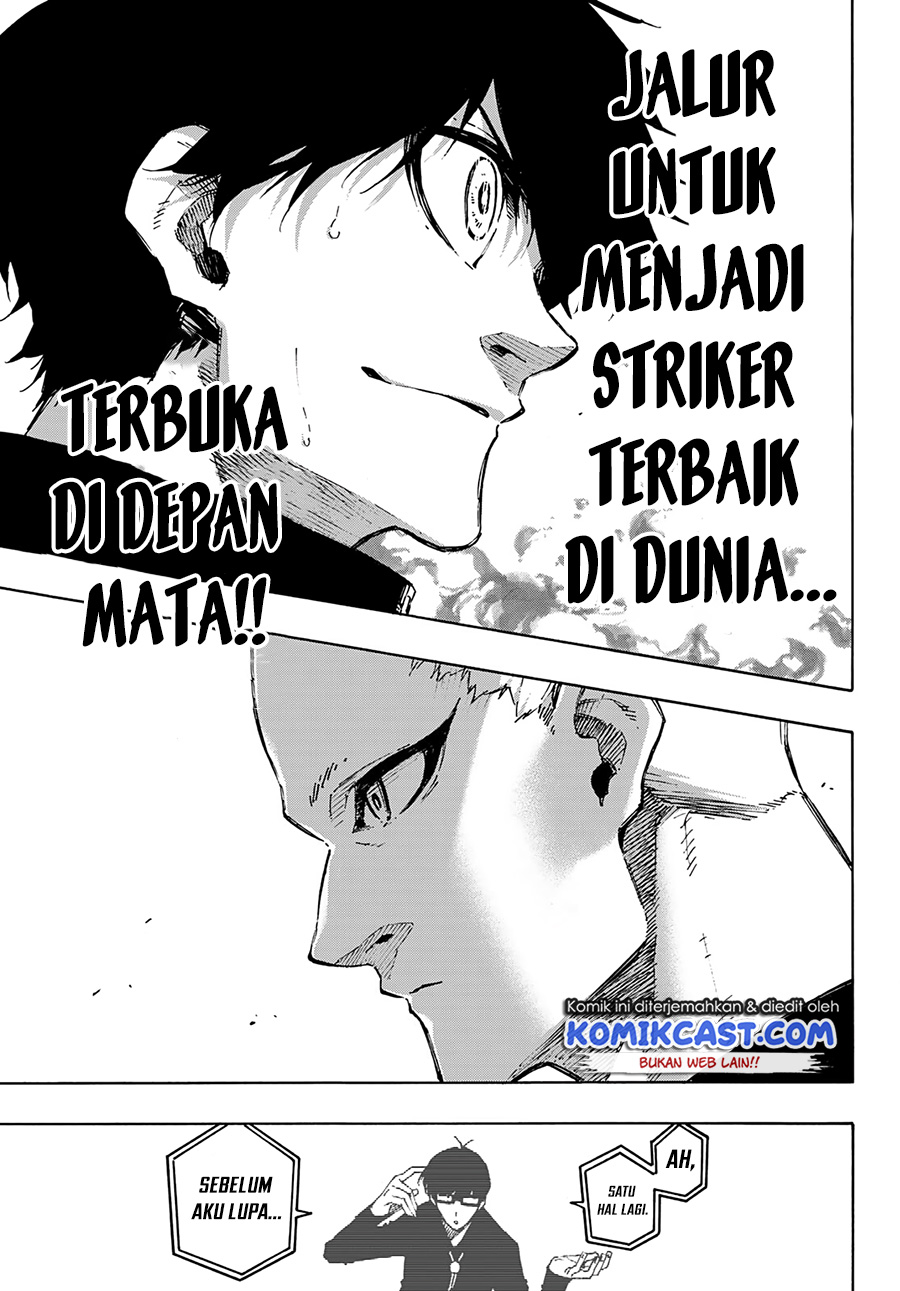 JALUR
UNTUK
MENJADI
STRIKER
TERBAIK
DI DUNIA...
TERBUKA
DI DEPAN
MATA!!
Komik ini diterjemahkan & diedit oleh
KOMIKCAST.COM
BUKAN WEB LAIN!!
AH,
SATU
HAL LAGI.
SEBELUM
AKU LUPA...